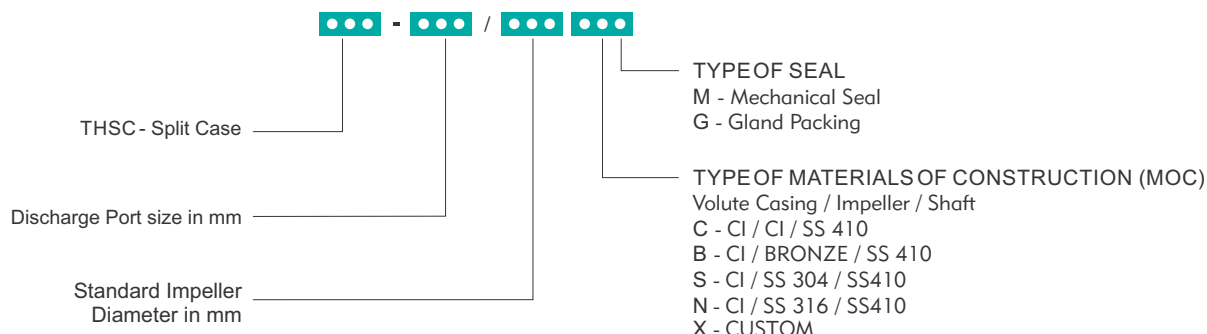 - /
TYPE OF SEAL
M - Mechanical Seal
G - Gland Packing
THSC - Split Case
TYPE OF MATERIALS OF CONSTRUCTION (MOC)
Volute Casing / Impeller / Shaft
Discharge Port size in mm
C - CI / CI / SS 410
B - CI / BRONZE / SS 410
S - CI / SS 304 / SS410
Standard Impeller
Diameter in mm
N - CI / SS 316 / SS410
X - CUSTOM